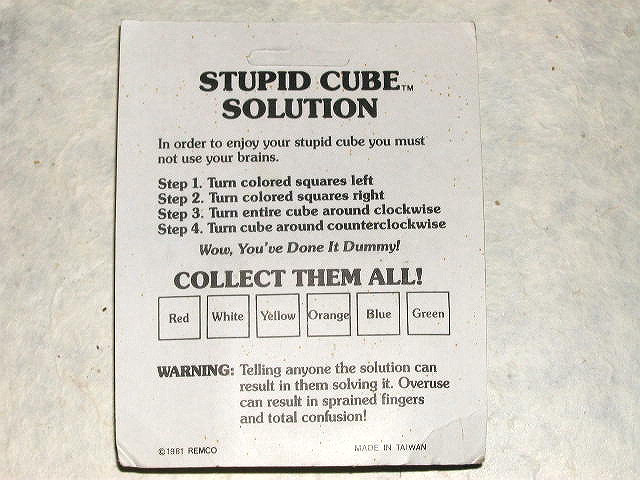 STUPID CUBE™
SOLUTION
In order to enjoy your stupid cube you must
not use your brains.
Step 1. Turn colored squares left
Step 2. Turn colored squares right
Step 3. Turn entire cube around clockwise
Step 4. Turn cube around counterclockwise
Wow, You've Done It Dummy!
COLLECT THEM ALL!
Red White Yellow Orange Blue Green
WARNING: Telling anyone the solution can
result in them solving it. Overuse
can result in sprained fingers
and total confusion!
©1981 REMCO MADE IN TAIWAN